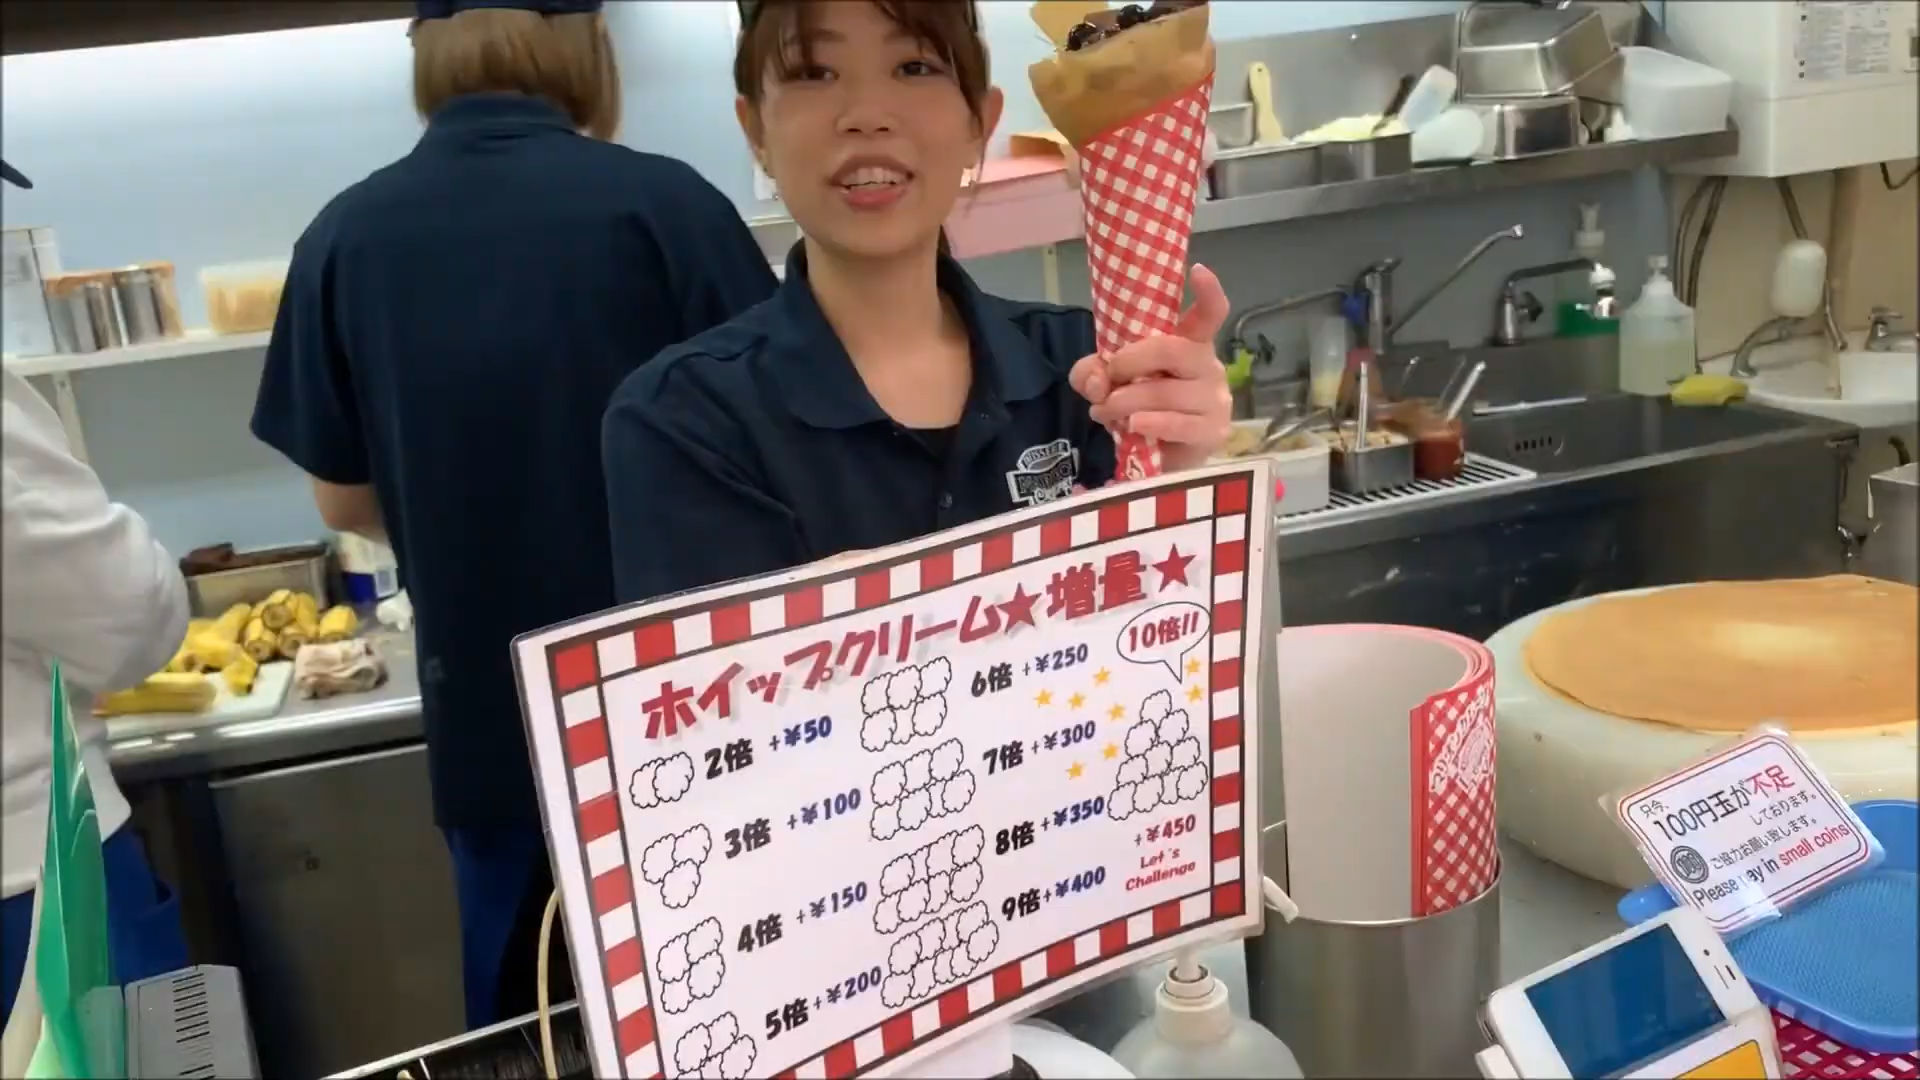 ホイップクリーム★増量★
2倍 +¥50
3倍 +¥100
4倍 +¥150
5倍 +¥200
6倍 +¥250
7倍 +¥300
8倍 +¥350
9倍 +¥400
10倍!!
+¥450
Let's
Challenge
只今、
100円玉が不足
しております。
ご協力お願い致します。
Please pay in small coins